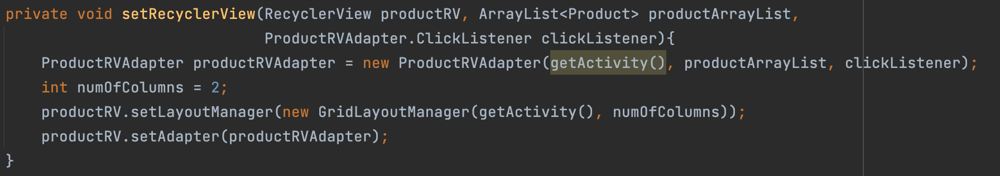 private void setRecyclerView(RecyclerView productRV, ArrayList<Product> productArrayList,
ProductRVAdapter.ClickListener clickListener){
ProductRVAdapter productRVAdapter = new ProductRVAdapter(getActivity(), productArrayList, clickListener);
int numOfColumns = 2;
productRV.setLayoutManager(new GridLayoutManager(getActivity(), numOfColumns));
productRV.setAdapter(productRVAdapter);
}